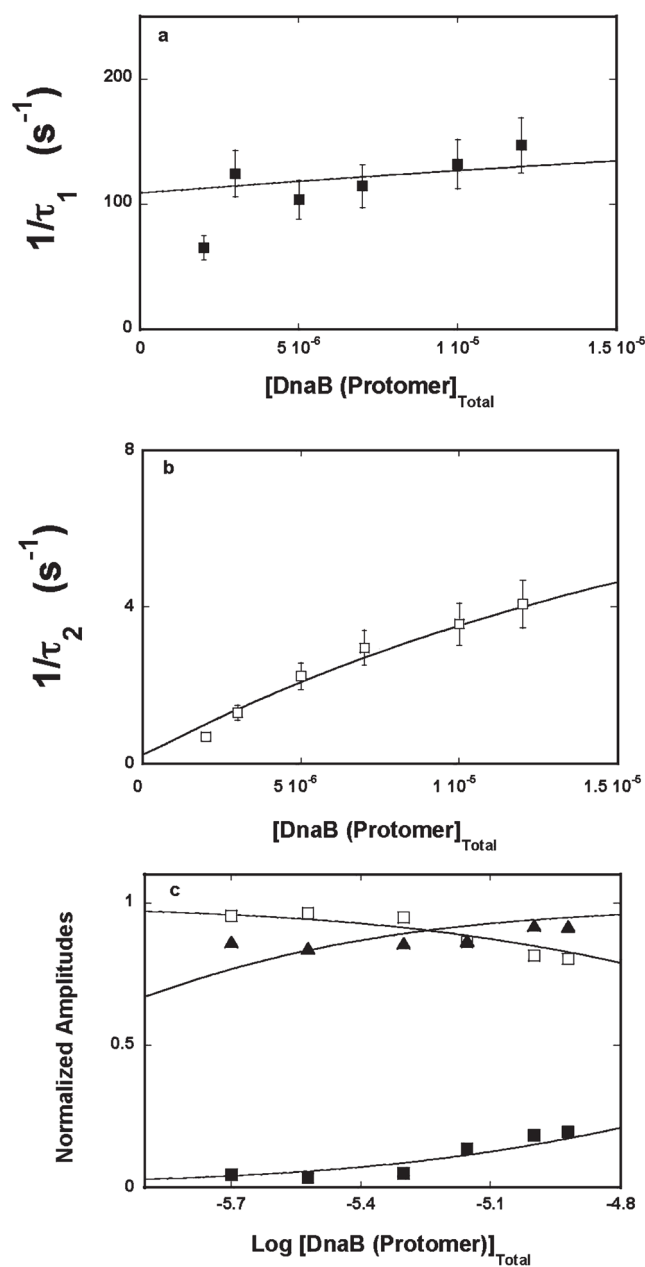 a
200
100
0
1/τ1 (s-1)
0
5 10-6
1 10-5
1.5 10-5
[DnaB (Protomer]Total
b
8
4
0
1/τ2 (s-1)
0
5 10-6
1 10-5
1.5 10-5
[DnaB (Protomer]Total
c
1
0.5
0
Normalized Amplitudes
-5.7
-5.4
-5.1
-4.8
Log [DnaB (Protomer)]Total